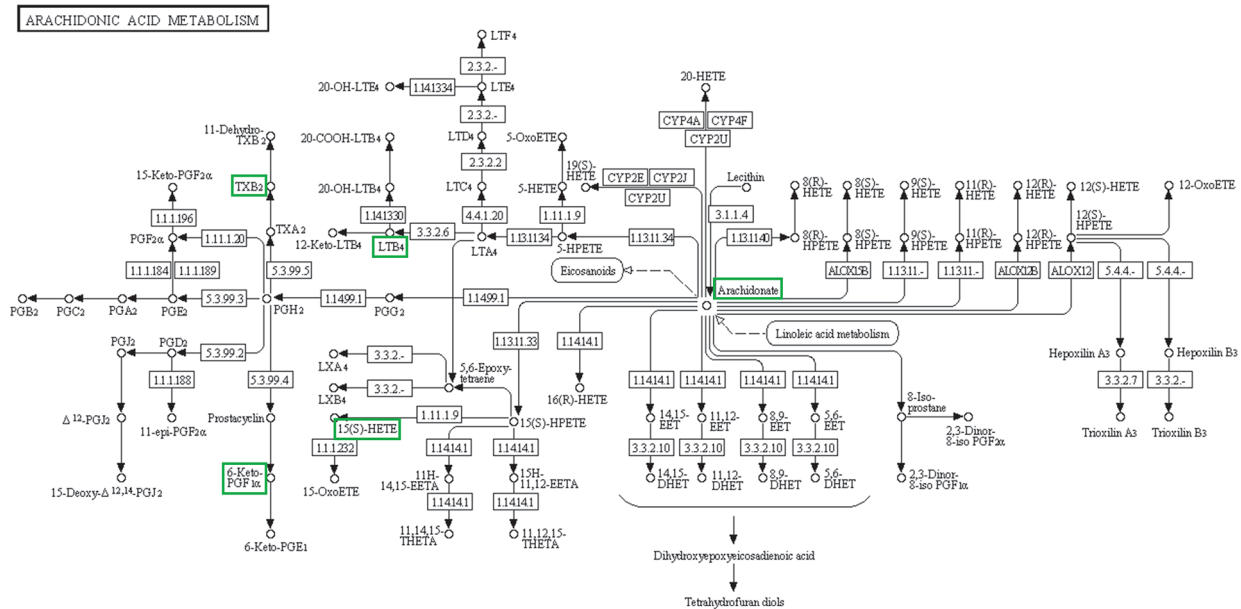 ARACHIDONIC ACID METABOLISM
LTF4
2.3.2.-
20-OH-LTE4
1.14.13.34
LTE4
2.3.2.-
20-HETE
CYP4A
CYP4F
CYP2U
11-Dehydro-
TXB2
20-COOH-LTB4
LTD4
5-OxoETE
2.3.2.2
19(S)-
HETE
CYP2E
CYP2J
CYP2U
Lecithin
3.1.1.4
15-Keto-PGF2α
TXB2
20-OH-LTB4
LTC4
5-HETE
8(R)-
HETE
8(S)-
HETE
9(S)-
HETE
11(R)-
HETE
12(R)-
HETE
12(S)-HETE
12-OxoETE
1.1.1.196
1.14.13.30
4.4.1.20
1.11.1.9
PGF2α
1.11.1.20
TXA2
12-Keto-LTB4
LTB4
3.3.2.6
LTA4
1.13.11.34
5-HPETE
1.13.11.34
1.13.11.40
8(R)-
HPETE
8(S)-
HPETE
9(S)-
HPETE
11(R)-
HPETE
12(R)-
HPETE
12(S)-
HPETE
1.1.1.184
1.1.1.189
5.3.99.5
Eicosanoids
ALOX15B
1.13.11.-
1.13.11.-
ALOX12B
ALOX12
5.4.4.-
5.4.4.-
Arachidonate
PGB2
PGC2
PGA2
PGE2
5.3.99.3
PGH2
1.14.99.1
PGG2
1.14.99.1
Linoleic acid metabolism
1.13.11.33
1.14.14.1
PGJ2
PGD2
5.3.99.2
LXA4
3.3.2.-
Hepoxilin A3
Hepoxilin B3
1.1.1.188
5.3.99.4
5,6-Epoxy-
tetraene
1.14.14.1
1.14.14.1
1.14.14.1
1.14.14.1
3.3.2.7
3.3.2.-
LXB4
3.3.2.-
16(R)-HETE
8-Iso-
prostane
Δ12-PGJ2
11-epi-PGF2α
Prostacyclin
1.11.1.9
15(S)-HETE
15(S)-HPETE
14,15-
EET
11,12-
EET
8,9-
EET
5,6-
EET
2,3-Dinor-
8-iso PGF2α
Trioxilin A3
Trioxilin B3
1.1.1.232
1.14.14.1
1.14.14.1
3.3.2.10
3.3.2.10
3.3.2.10
3.3.2.10
6-Keto-
PGF1α
15-Deoxy-Δ12,14-PGJ2
15-OxoETE
11H-
14,15-EETA
15H-
11,12-EETA
14,15-
DHET
11,12-
DHET
8,9-
DHET
5,6-
DHET
2,3-Dinor-
8-iso PGF1α
1.14.14.1
1.14.14.1
6-Keto-PGE1
11,14,15-
THETA
11,12,15-
THETA
Dihydroxyepoxyeicosadienoic acid
Tetrahydrofuran diols